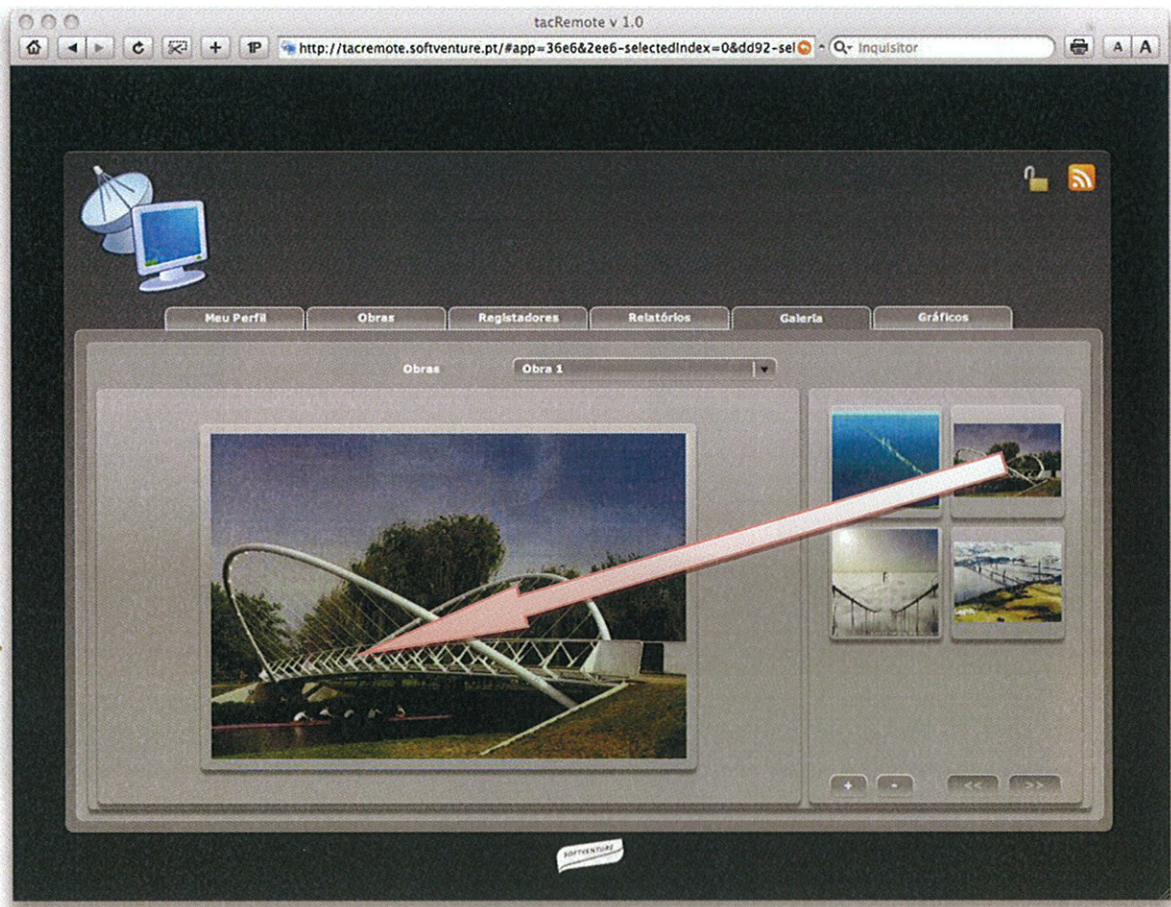 tacRemote v 1.0
1P http://tacremote.softventure.pt/#app=36e6&2ee6-selectedIndex=0&dd92-sel Inquisitor A A
Meu Perfil Obras Registadores Relatórios Galeria Gráficos
Obras Obra 1
+ - << >>
SOFTVENTURE